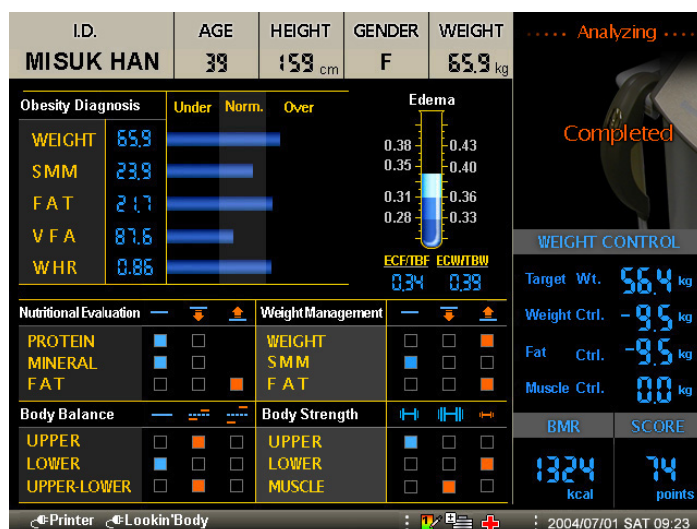 I.D. AGE HEIGHT GENDER WEIGHT
MISUK HAN 39 159 cm F 65.9 kg
Analyzing
Completed
Obesity Diagnosis Under Norm. Over
WEIGHT 65.9
SMM 23.9
FAT 21.7
VFA 87.6
WHR 0.86
Edema
0.38 0.43
0.35 0.40
0.31 0.36
0.28 0.33
ECF/TBF ECW/TBW
0.34 0.39
WEIGHT CONTROL
Target Wt. 56.4 kg
Weight Ctrl. -9.5 kg
Fat Ctrl. -9.5 kg
Muscle Ctrl. 0.0 kg
Nutritional Evaluation
PROTEIN
MINERAL
FAT
Weight Management
WEIGHT
SMM
FAT
Body Balance
UPPER
LOWER
UPPER-LOWER
Body Strength
UPPER
LOWER
MUSCLE
BMR SCORE
1324 74
kcal points
Printer Lookin'Body 2004/07/01 SAT 09:23